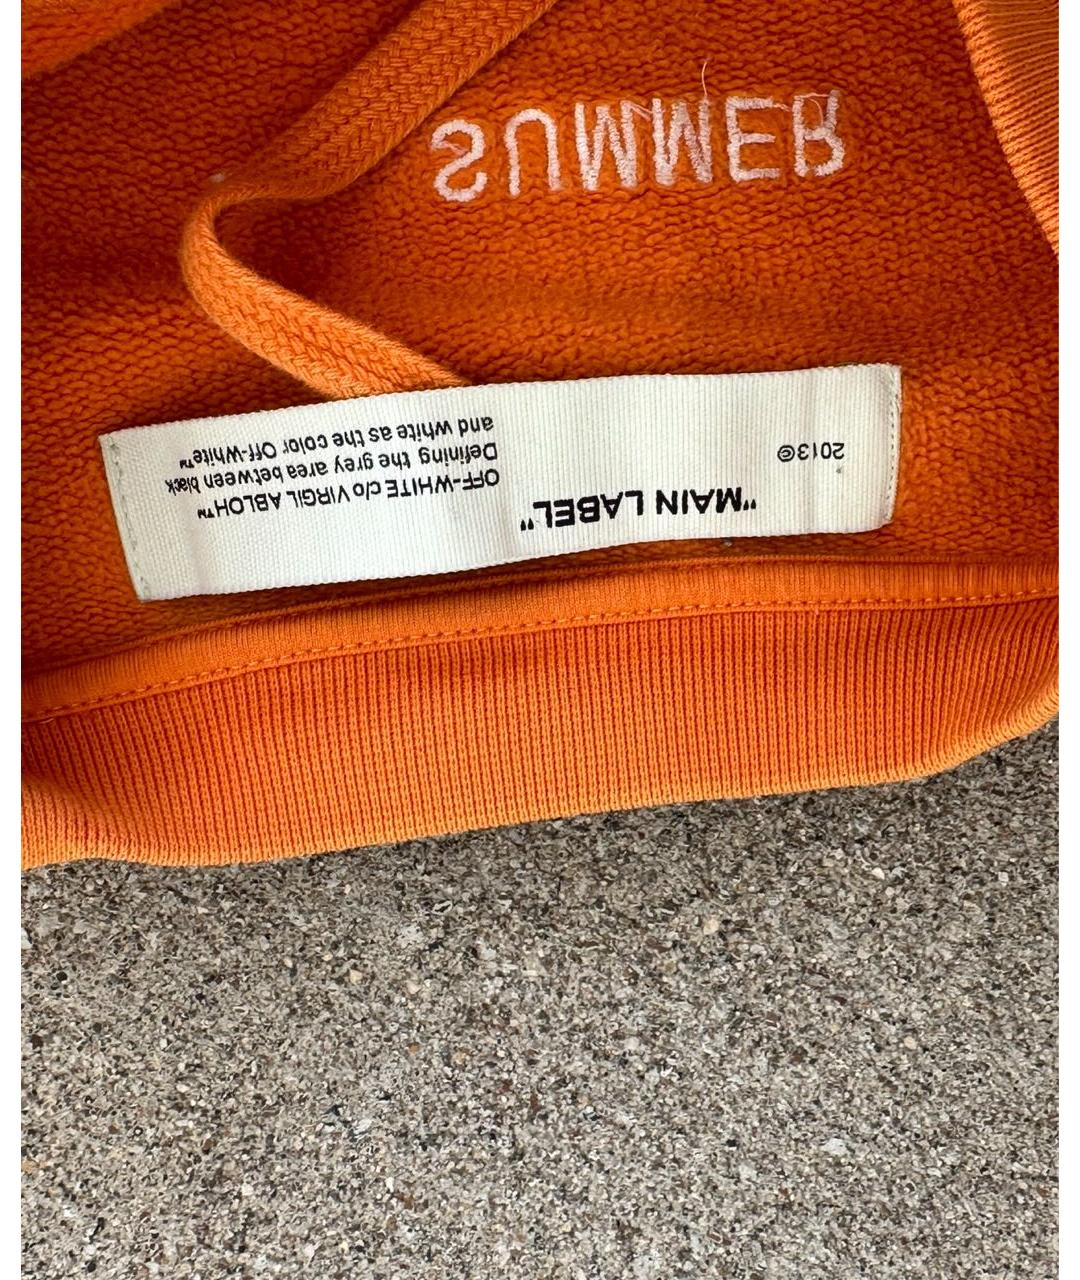 2013©
"MAIN LABEL"
OFF-WHITE c/o VIRGIL ABLOH™
Defining the grey area between black
and white as the color Off-White™
SUMMER